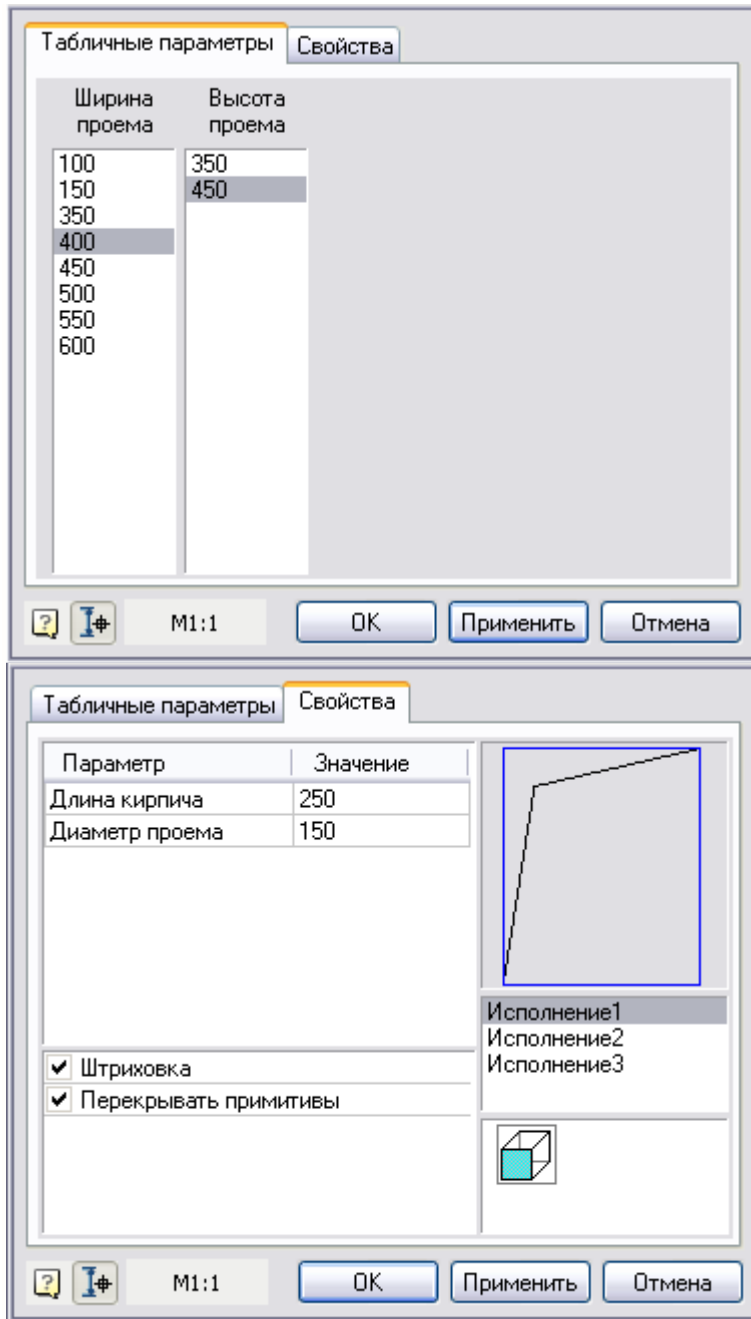 Табличные параметры Свойства
Ширина проема Высота проема
100 350
150 450
350
400
450
500
550
600
? М1:1 ОК Применить Отмена
Табличные параметры Свойства
Параметр Значение
Длина кирпича 250
Диаметр проема 150
Исполнение1
Исполнение2
Исполнение3
Штриховка
Перекрывать примитивы
? М1:1 ОК Применить Отмена